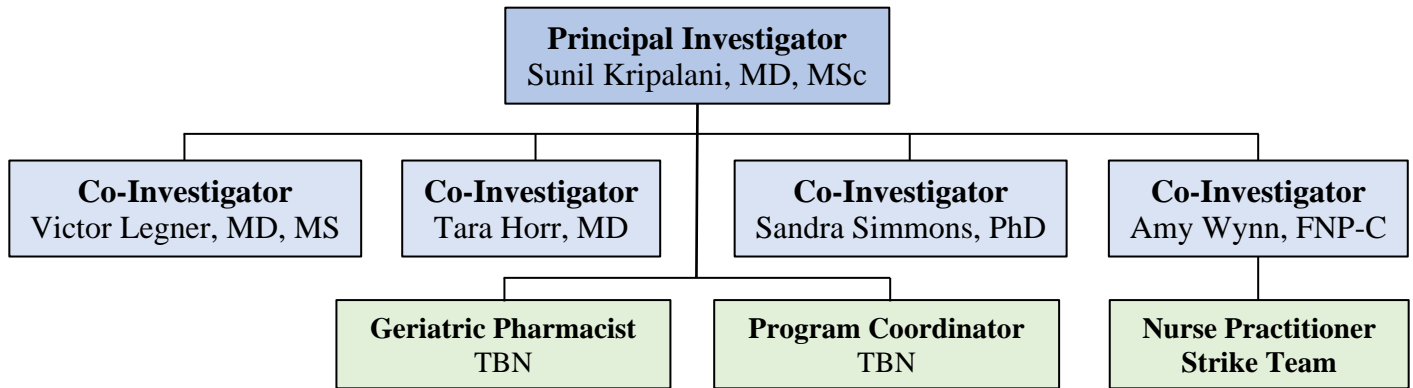 Principal Investigator
Sunil Kripalani, MD, MSc
Co-Investigator
Victor Legner, MD, MS
Co-Investigator
Tara Horr, MD
Co-Investigator
Sandra Simmons, PhD
Co-Investigator
Amy Wynn, FNP-C
Geriatric Pharmacist
TBN
Program Coordinator
TBN
Nurse Practitioner
Strike Team